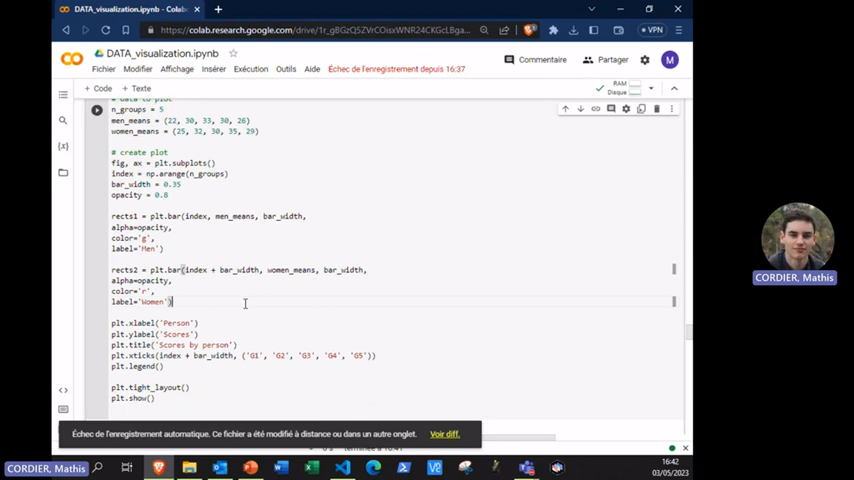 DATA_visualization.ipynb - Colab
https://colab.research.google.com/drive/1r_gBGzQ5ZVrCOisxWNR24CKGcLBga...
VPN
DATA_visualization.ipynb
Fichier Modifier Affichage Insérer Exécution Outils Aide Échec de l'enregistrement depuis 16:37
Commentaire Partager M
+ Code + Texte
RAM
Disque
# data to plot
n_groups = 5
men_means = (22, 30, 33, 30, 26)
women_means = (25, 32, 30, 35, 29)
# create plot
fig, ax = plt.subplots()
index = np.arange(n_groups)
bar_width = 0.35
opacity = 0.8
rects1 = plt.bar(index, men_means, bar_width,
alpha=opacity,
color='g',
label='Men')
rects2 = plt.bar(index + bar_width, women_means, bar_width,
alpha=opacity,
color='r',
label='Women')
plt.xlabel('Person')
plt.ylabel('Scores')
plt.title('Scores by person')
plt.xticks(index + bar_width, ('G1', 'G2', 'G3', 'G4', 'G5'))
plt.legend()
plt.tight_layout()
plt.show()
Échec de l'enregistrement automatique. Ce fichier a été modifié à distance ou dans un autre onglet. Voir diff.
CORDIER, Mathis
CORDIER, Mathis
16:42
03/05/2023